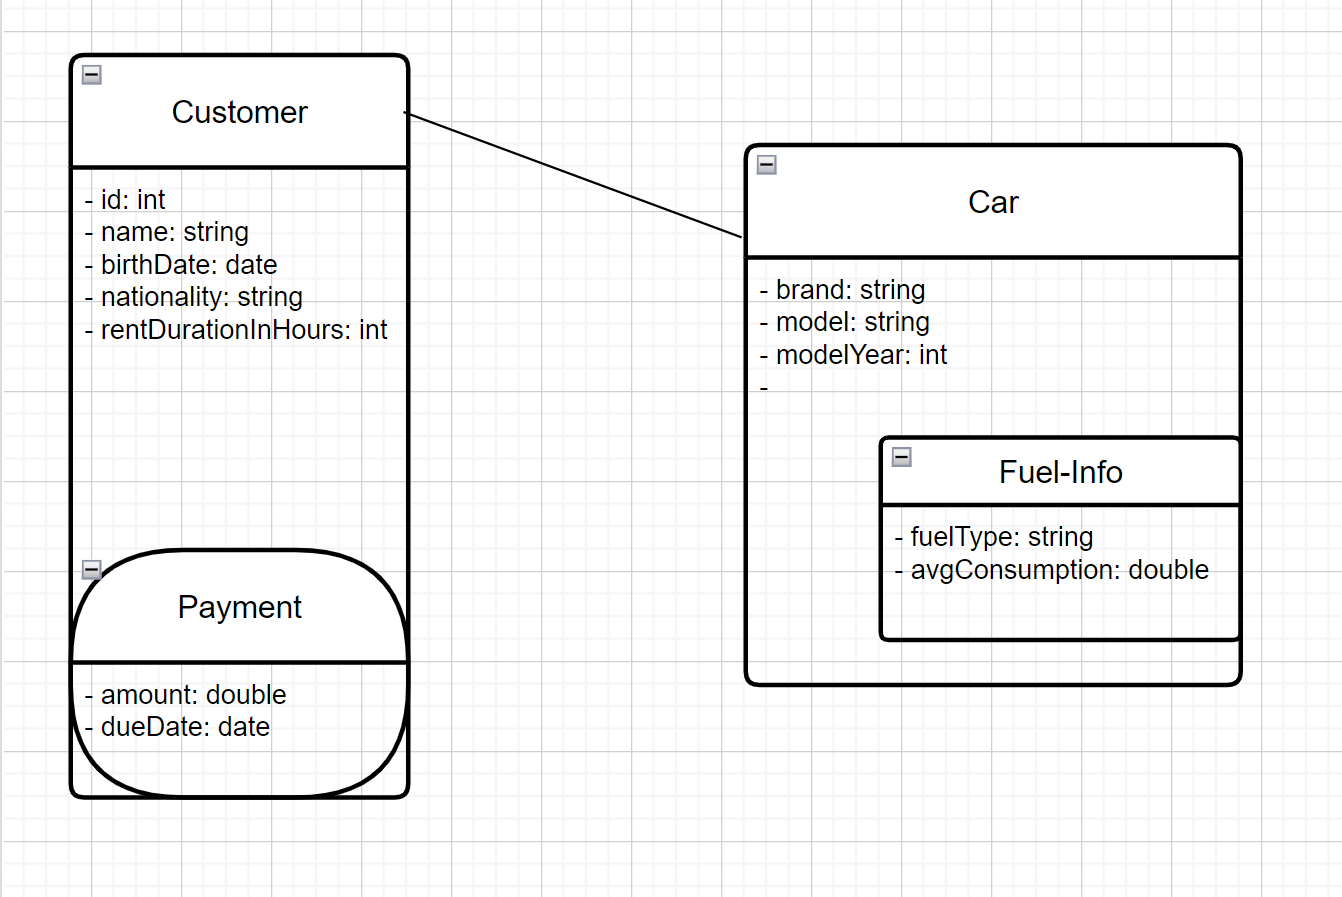 Customer
- id: int
- name: string
- birthDate: date
- nationality: string
- rentDurationInHours: int
Payment
- amount: double
- dueDate: date
Car
- brand: string
- model: string
- modelYear: int
-
Fuel-Info
- fuelType: string
- avgConsumption: double